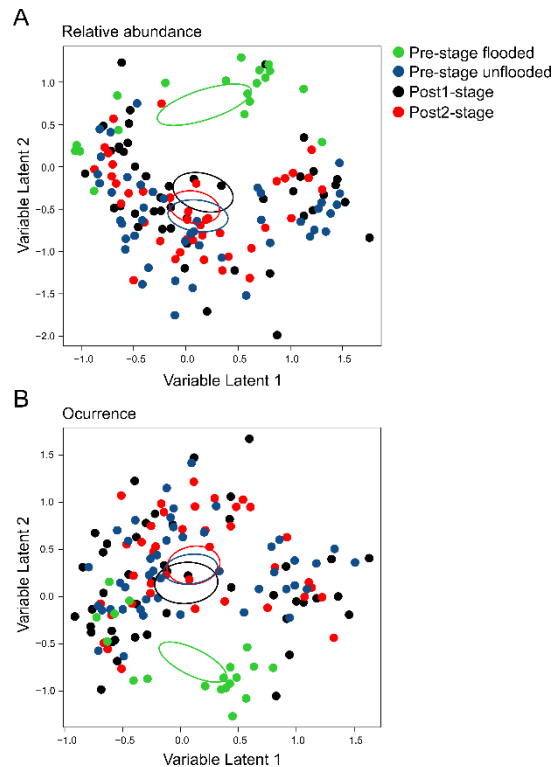 A
Relative abundance
Pre-stage flooded
Pre-stage unflooded
Post1-stage
Post2-stage
1.0
0.5
0.0
−0.5
−1.0
−1.5
−2.0
Variable Latent 2
−1.0 −0.5 0.0 0.5 1.0 1.5
Variable Latent 1
B
Ocurrence
1.5
1.0
0.5
0.0
−0.5
−1.0
Variable Latent 2
−1.0 −0.5 0.0 0.5 1.0 1.5
Variable Latent 1